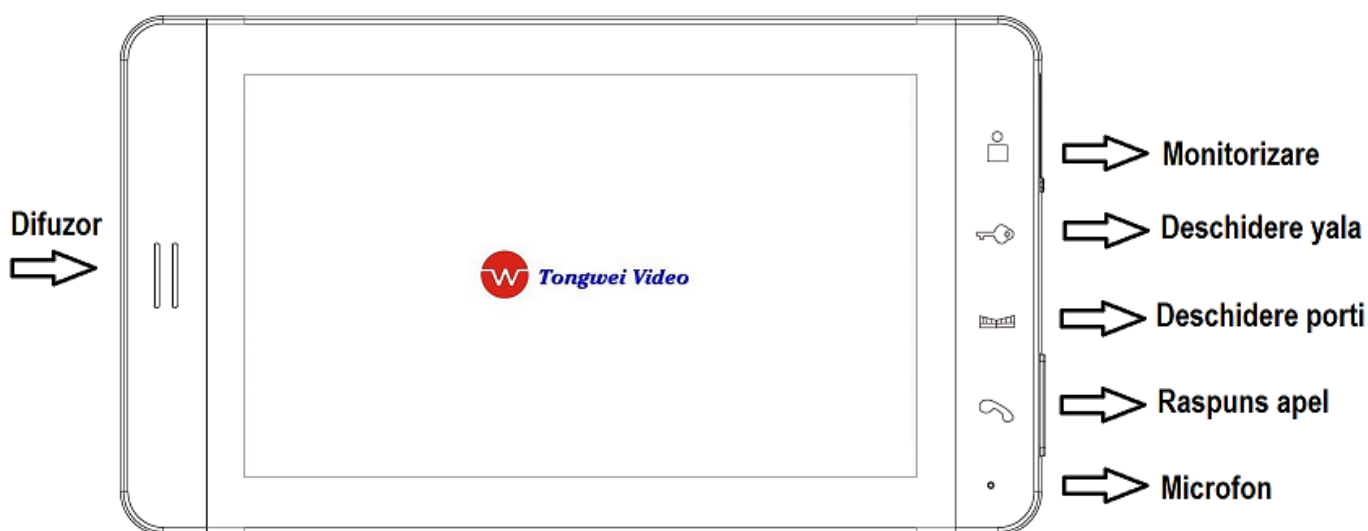 Monitorizare
Difuzor
Deschidere yala
Tongwei Video
Deschidere porti
Raspuns apel
Microfon